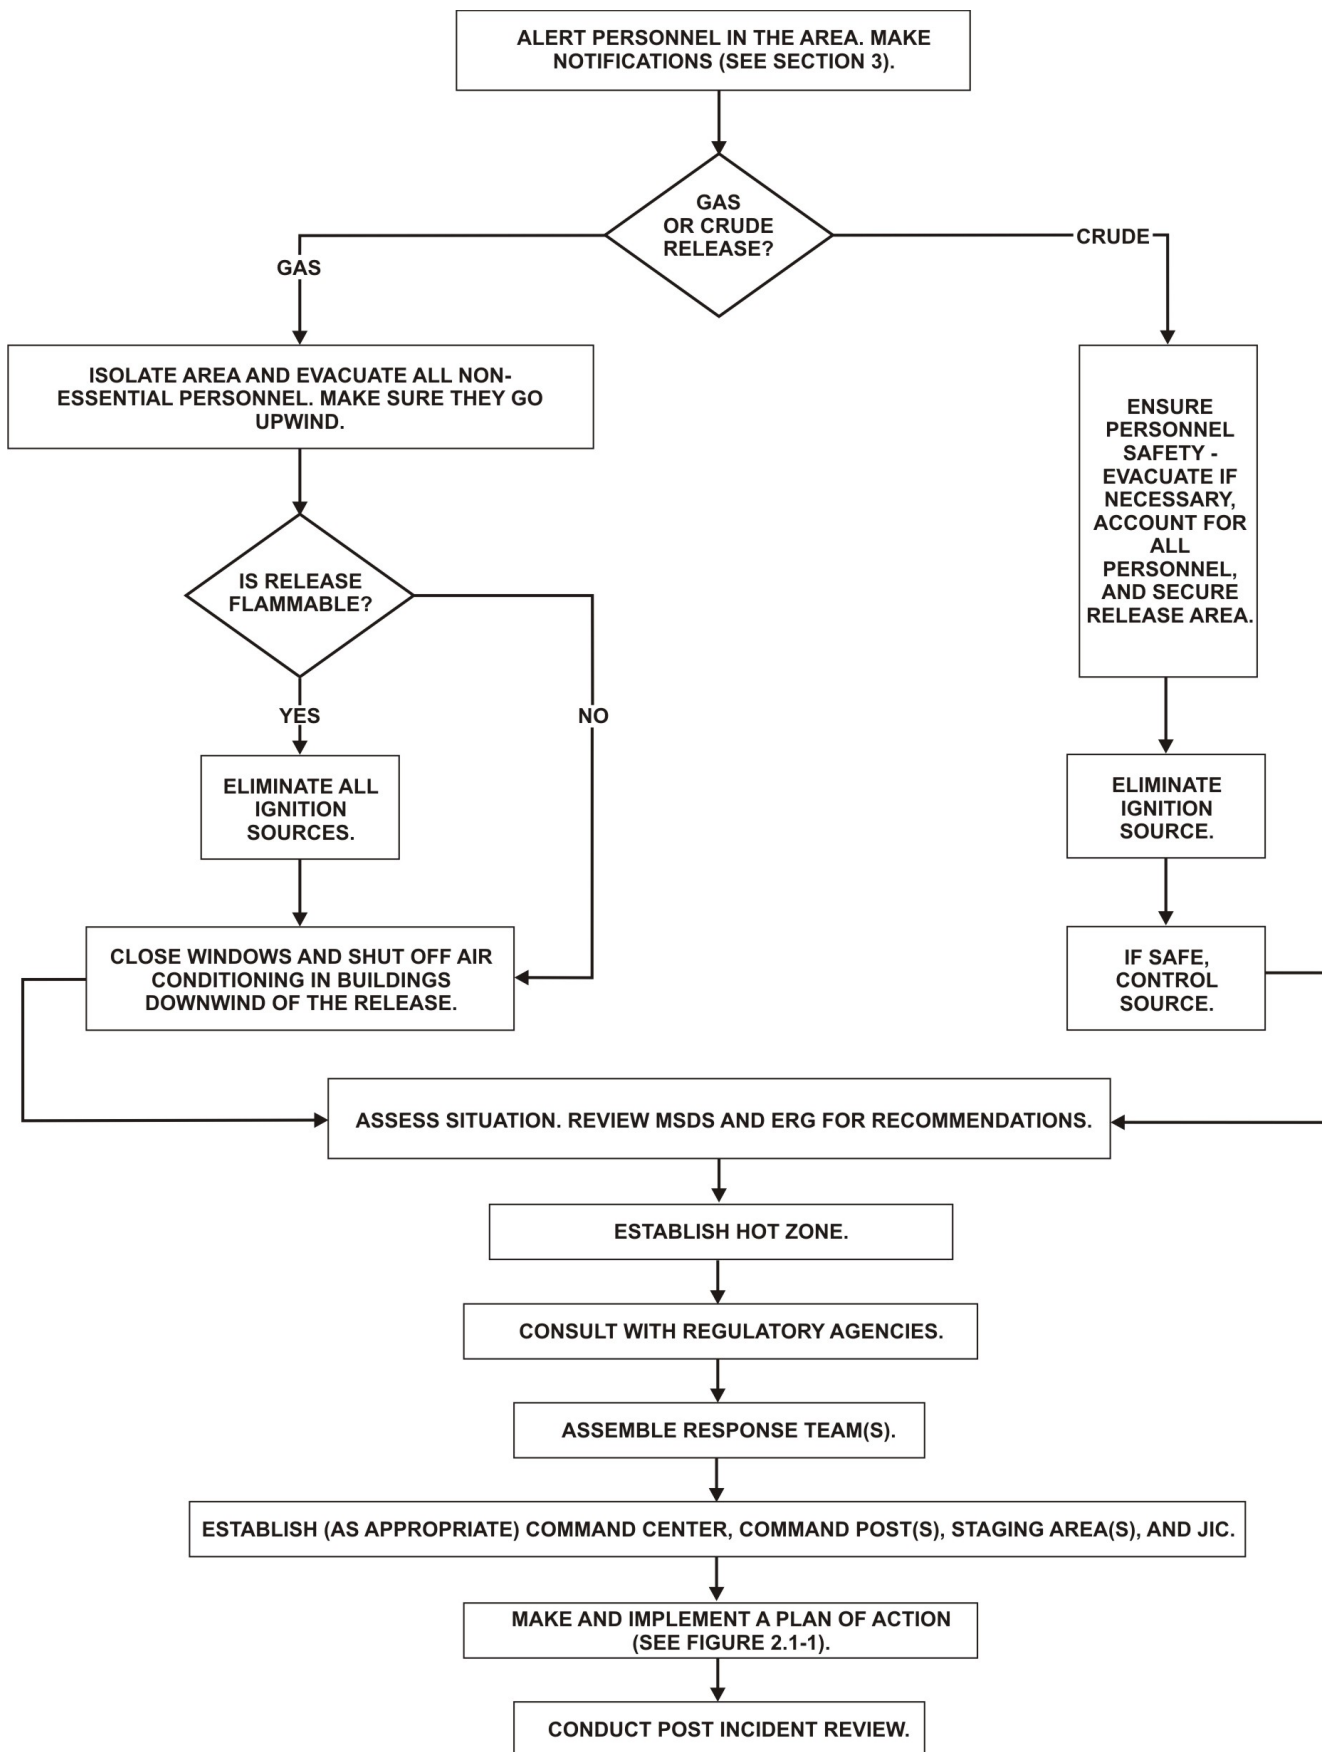 ALERT PERSONNEL IN THE AREA. MAKE
NOTIFICATIONS (SEE SECTION 3).
GAS
OR CRUDE
RELEASE?
GAS
CRUDE
ISOLATE AREA AND EVACUATE ALL NON-
ESSENTIAL PERSONNEL. MAKE SURE THEY GO
UPWIND.
ENSURE
PERSONNEL
SAFETY -
EVACUATE IF
NECESSARY,
ACCOUNT FOR
ALL
PERSONNEL,
AND SECURE
RELEASE AREA.
IS RELEASE
FLAMMABLE?
YES
NO
ELIMINATE ALL
IGNITION
SOURCES.
ELIMINATE
IGNITION
SOURCE.
CLOSE WINDOWS AND SHUT OFF AIR
CONDITIONING IN BUILDINGS
DOWNWIND OF THE RELEASE.
IF SAFE,
CONTROL
SOURCE.
ASSESS SITUATION. REVIEW MSDS AND ERG FOR RECOMMENDATIONS.
ESTABLISH HOT ZONE.
CONSULT WITH REGULATORY AGENCIES.
ASSEMBLE RESPONSE TEAM(S).
ESTABLISH (AS APPROPRIATE) COMMAND CENTER, COMMAND POST(S), STAGING AREA(S), AND JIC.
MAKE AND IMPLEMENT A PLAN OF ACTION
(SEE FIGURE 2.1-1).
CONDUCT POST INCIDENT REVIEW.